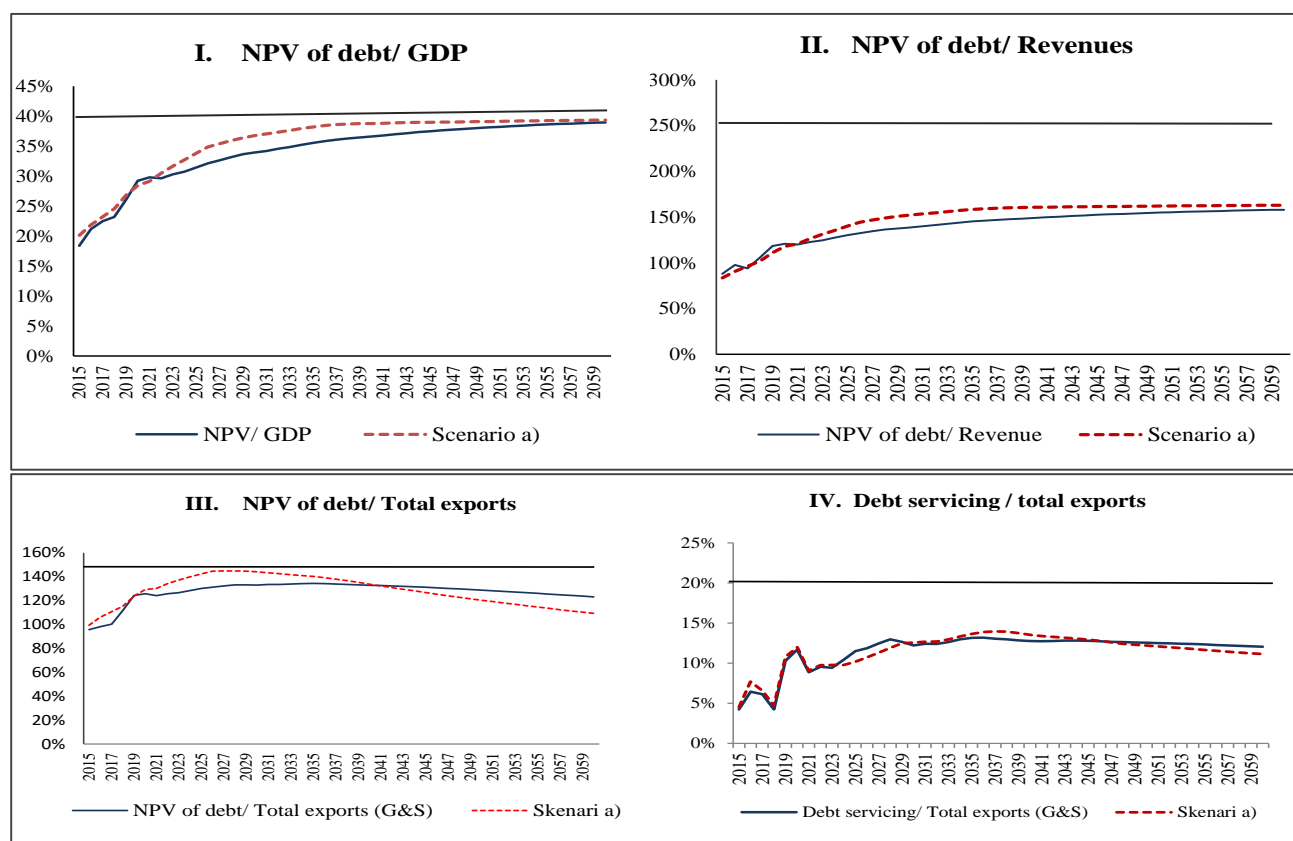 I. NPV of debt/ GDP
45%
40%
35%
30%
25%
20%
15%
10%
5%
0%
2015 2017 2019 2021 2023 2025 2027 2029 2031 2033 2035 2037 2039 2041 2043 2045 2047 2049 2051 2053 2055 2057 2059
NPV/ GDP Scenario a)
II. NPV of debt/ Revenues
300%
250%
200%
150%
100%
50%
0%
2015 2017 2019 2021 2023 2025 2027 2029 2031 2033 2035 2037 2039 2041 2043 2045 2047 2049 2051 2053 2055 2057 2059
NPV of debt/ Revenue Scenario a)
III. NPV of debt/ Total exports
160%
140%
120%
100%
80%
60%
40%
20%
0%
2015 2017 2019 2021 2023 2025 2027 2029 2031 2033 2035 2037 2039 2041 2043 2045 2047 2049 2051 2053 2055 2057 2059
NPV of debt/ Total exports (G&S) Skenari a)
IV. Debt servicing / total exports
25%
20%
15%
10%
5%
0%
2015 2017 2019 2021 2023 2025 2027 2029 2031 2033 2035 2037 2039 2041 2043 2045 2047 2049 2051 2053 2055 2057 2059
Debt servicing/ Total exports (G&S) Skenari a)